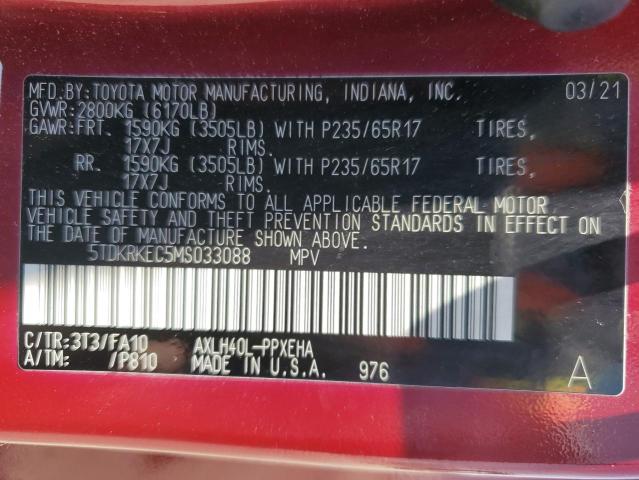 MFD.BY:TOYOTA MOTOR MANUFACTURING, INDIANA, INC. 03/21
GVWR:2800KG (6170LB)
GAWR:FRT. 1590KG (3505LB) WITH P235/65R17 TIRES,
17X7J RIMS.
RR. 1590KG (3505LB) WITH P235/65R17 TIRES,
17X7J RIMS.
THIS VEHICLE CONFORMS TO ALL APPLICABLE FEDERAL MOTOR
VEHICLE SAFETY AND THEFT PREVENTION STANDARDS IN EFFECT ON
THE DATE OF MANUFACTURE SHOWN ABOVE.
5TDKRKEC5MS033088 MPV
C/TR:3T3/FA10 AXLH40L-PPXEHA
A/TM: /P810 MADE IN U.S.A. 976 A